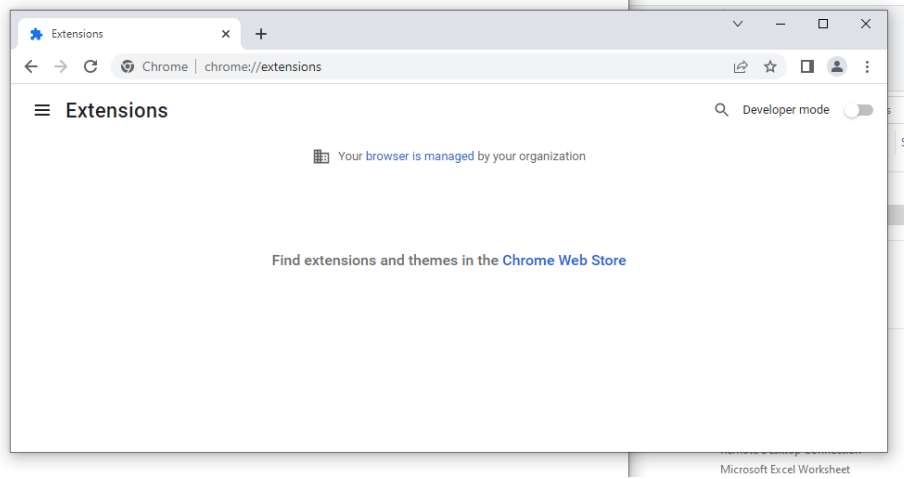 Extensions
Chrome | chrome://extensions
Extensions
Developer mode
Your browser is managed by your organization
Find extensions and themes in the Chrome Web Store
Microsoft Excel Worksheet